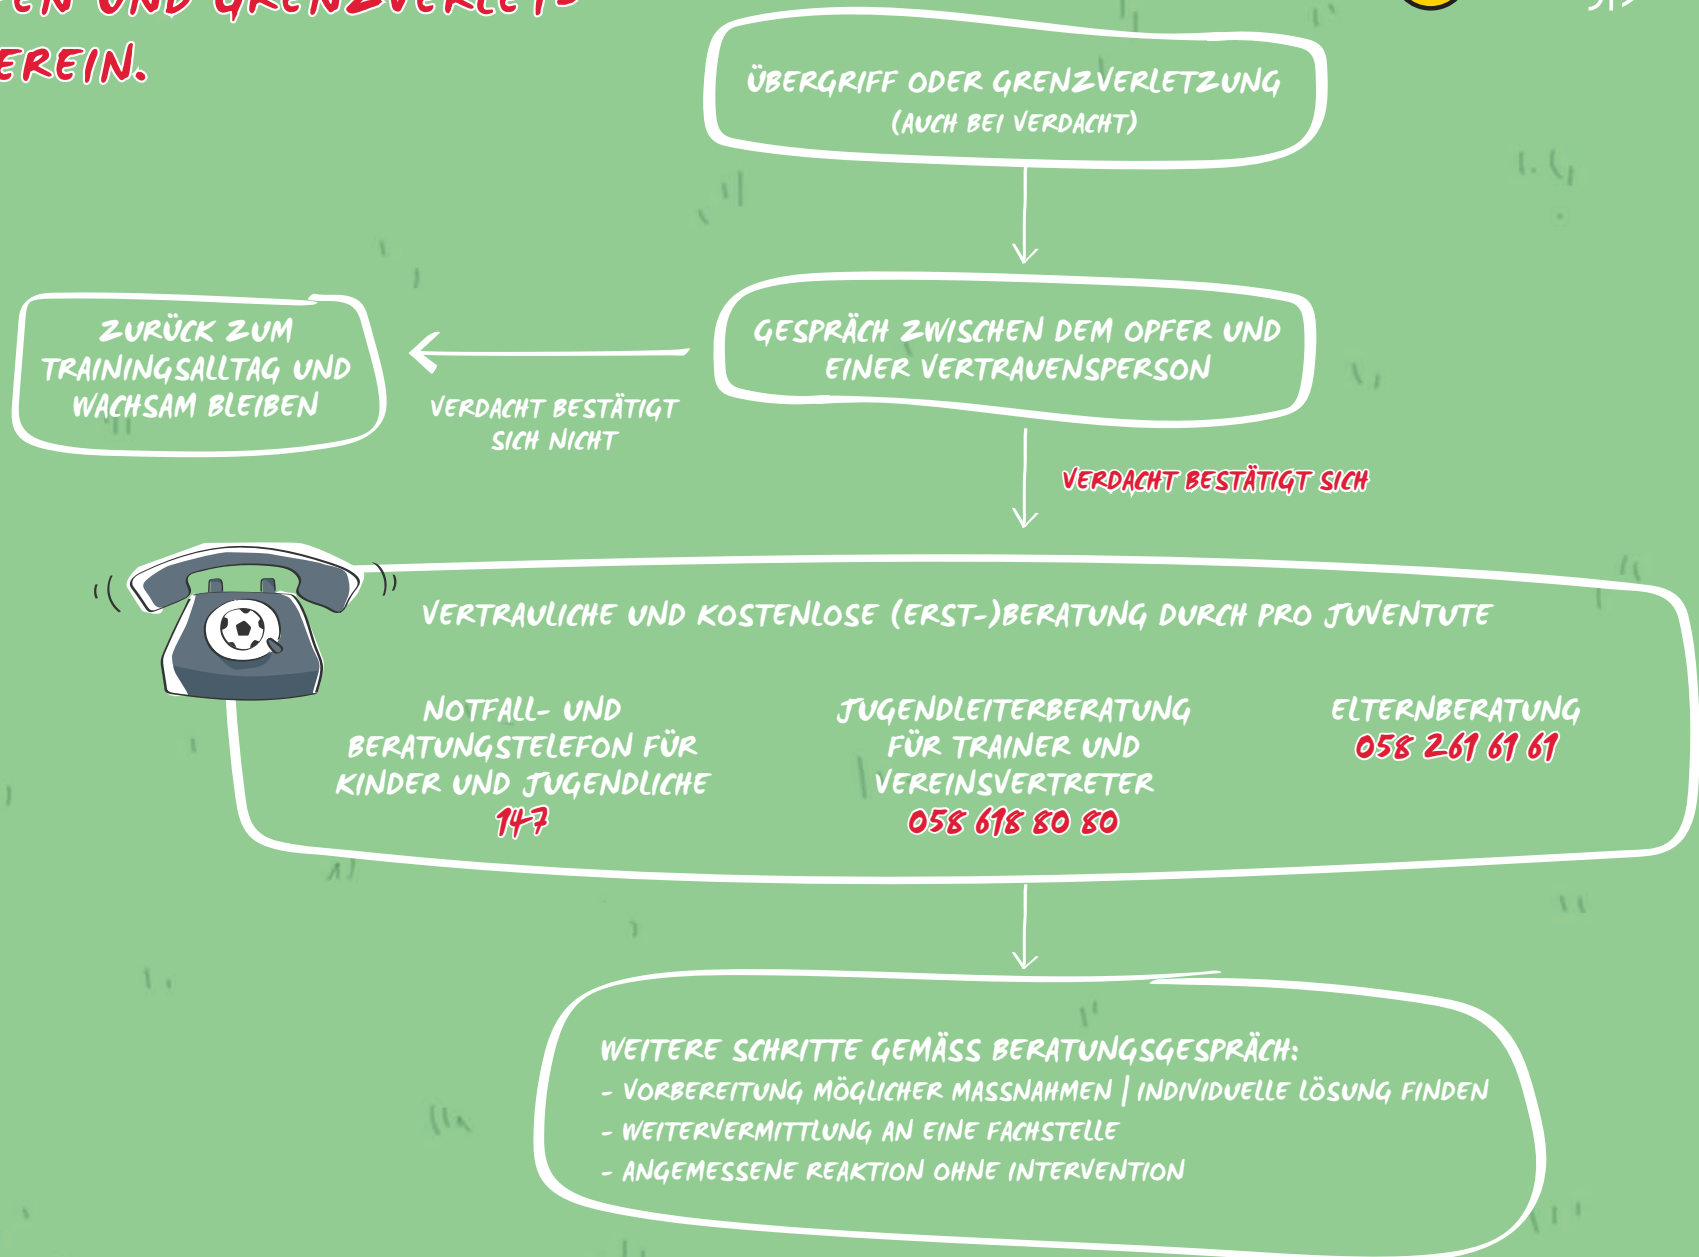 UND GRENZVERLET-
EREIN.
ÜBERGRIFF ODER GRENZVERLETZUNG
(AUCH BEI VERDACHT)
GESPRÄCH ZWISCHEN DEM OPFER UND
EINER VERTRAUENSPERSON
ZURÜCK ZUM
TRAININGSALLTAG UND
WACHSAM BLEIBEN
VERDACHT BESTÄTIGT
SICH NICHT
VERDACHT BESTÄTIGT SICH
VERTRAULICHE UND KOSTENLOSE (ERST-)BERATUNG DURCH PRO JUVENTUTE
NOTFALL- UND
BERATUNGSTELEFON FÜR
KINDER UND JUGENDLICHE
147
JUGENDLEITERBERATUNG
FÜR TRAINER UND
VEREINSVERTRETER
058 618 80 80
ELTERNBERATUNG
058 261 61 61
WEITERE SCHRITTE GEMÄSS BERATUNGSGESPRÄCH:
- VORBEREITUNG MÖGLICHER MASSNAHMEN | INDIVIDUELLE LÖSUNG FINDEN
- WEITERVERMITTLUNG AN EINE FACHSTELLE
- ANGEMESSENE REAKTION OHNE INTERVENTION